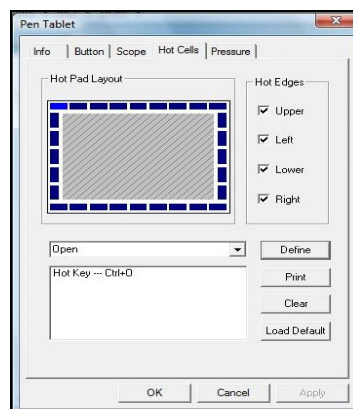 Pen Tablet
Info Button Scope Hot Cells Pressure
Hot Pad Layout
Hot Edges
Upper
Left
Lower
Right
Open
Define
Hot Key --- Ctrl+O
Print
Clear
Load Default
OK Cancel Apply